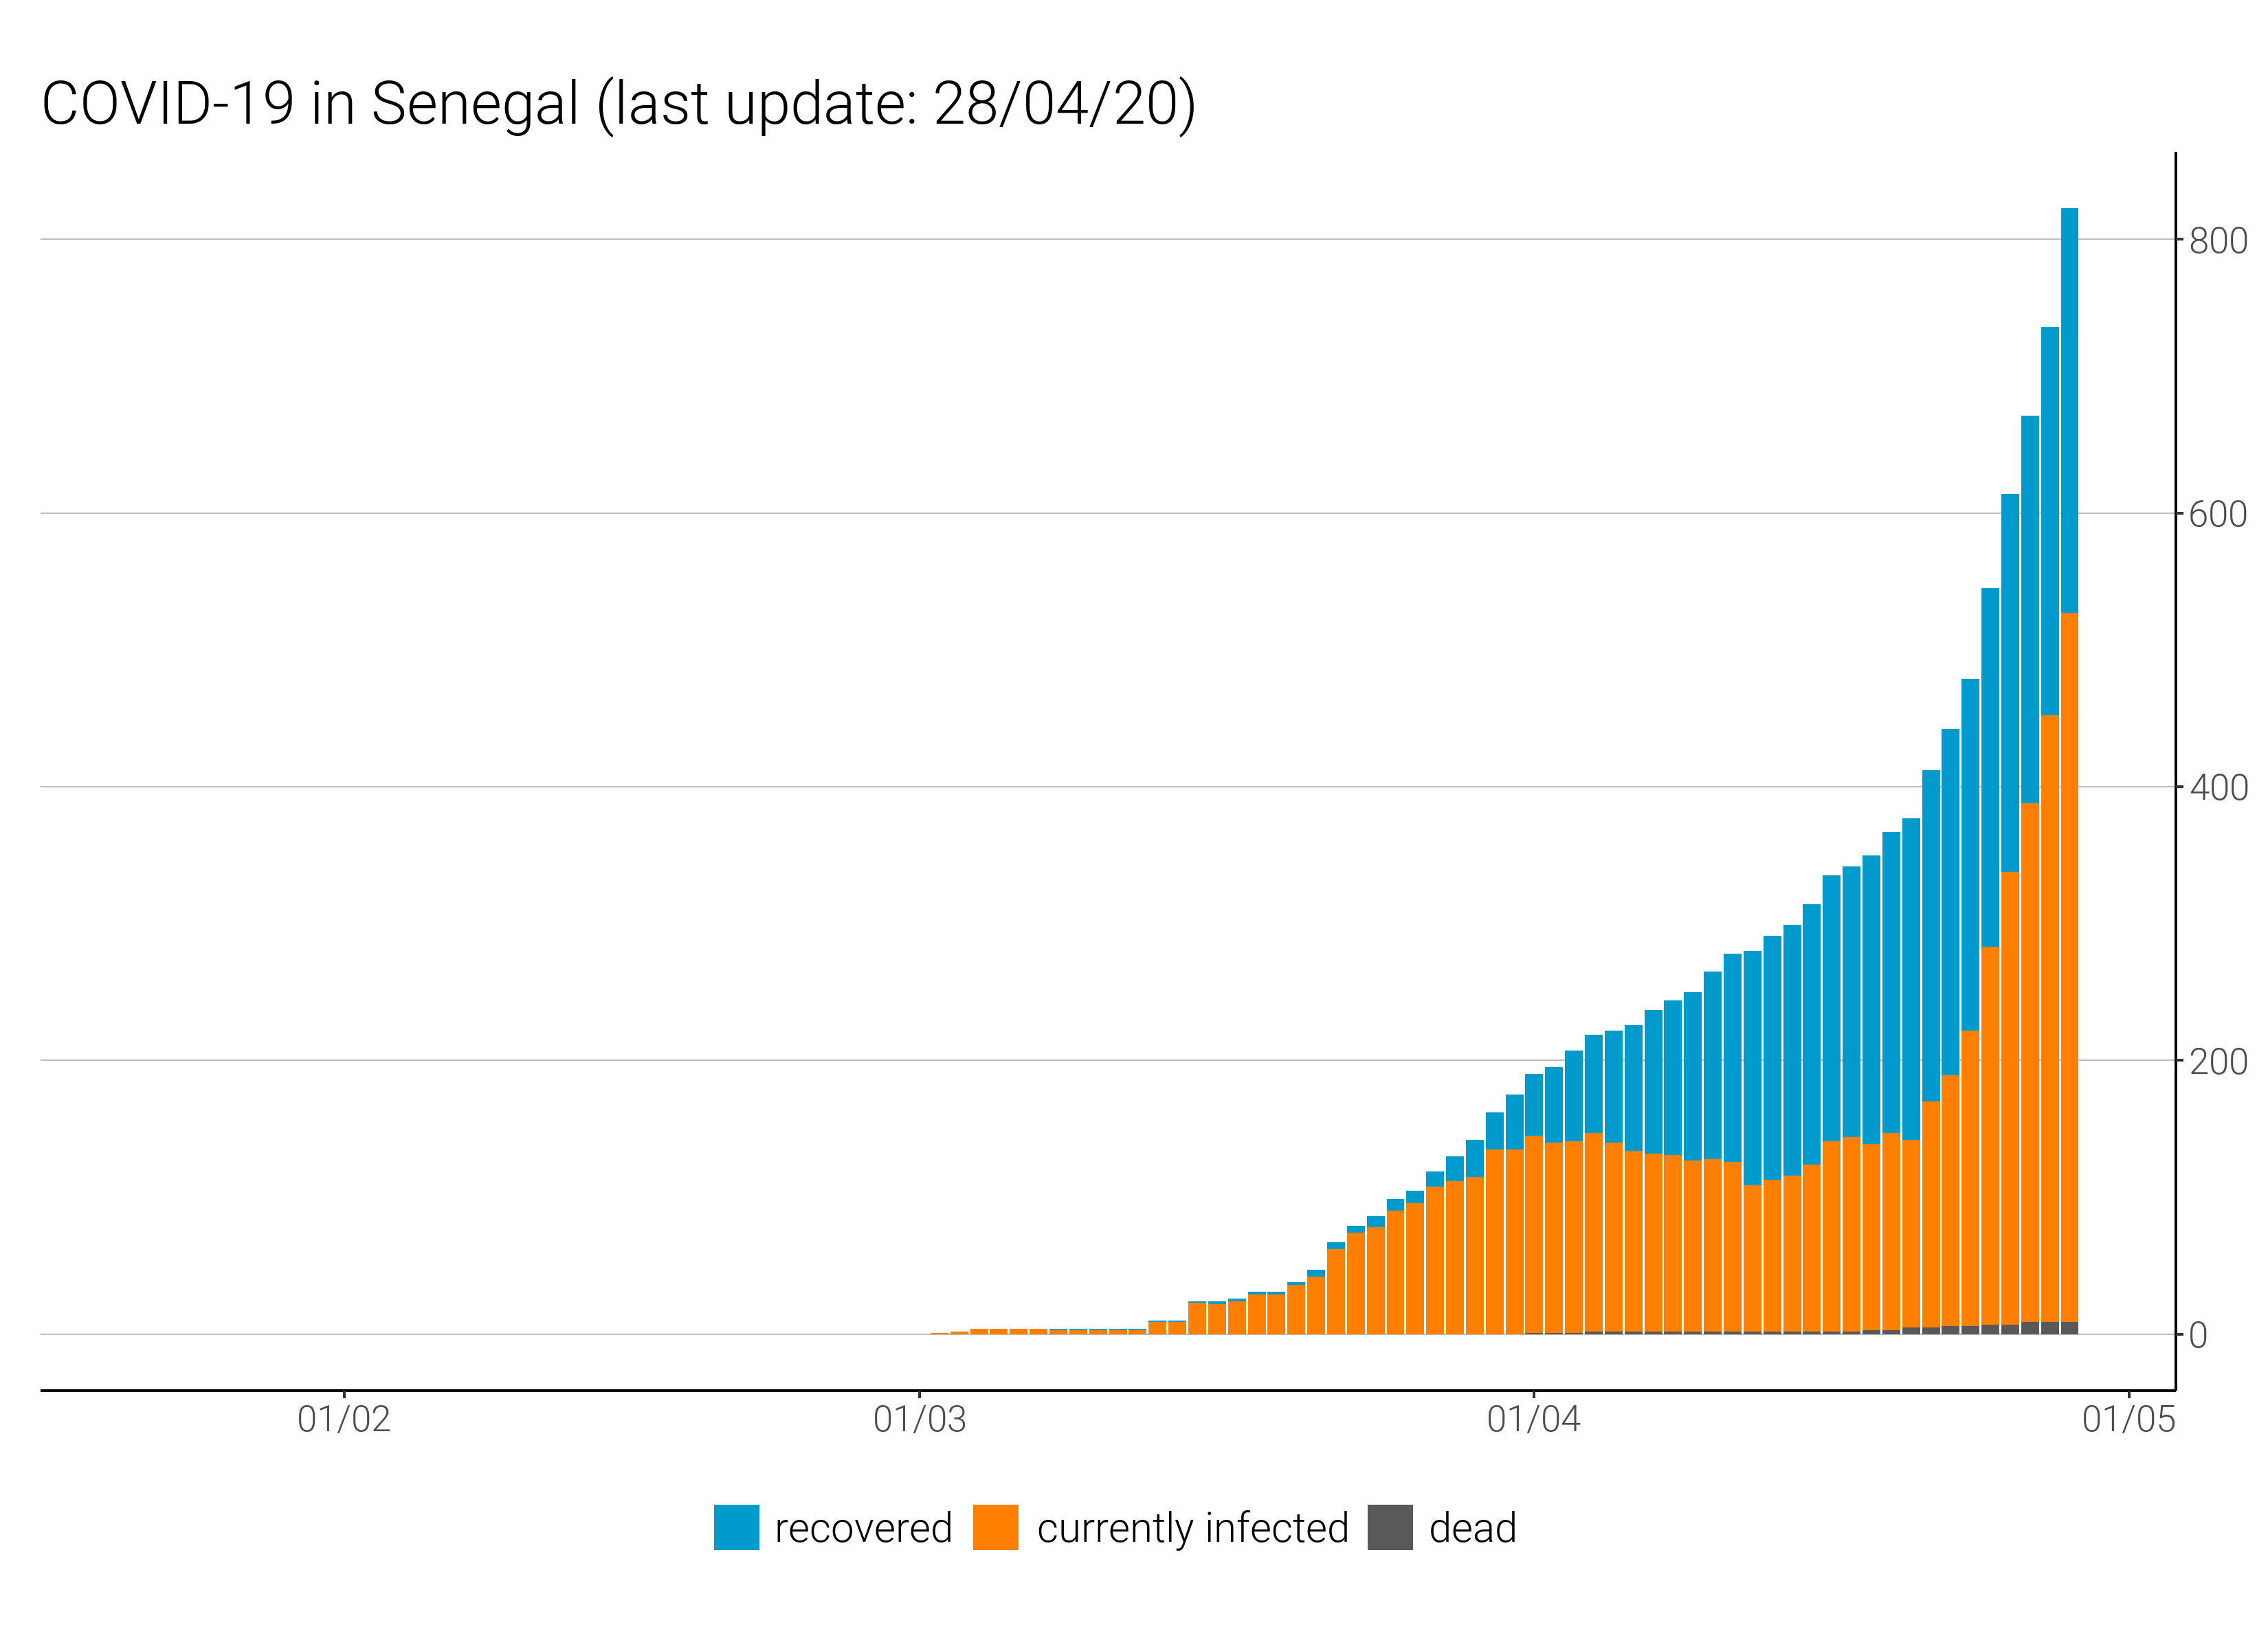 COVID-19 in Senegal (last update: 28/04/20)
800
600
400
200
0
01/02 01/03 01/04 01/05
recovered currently infected dead